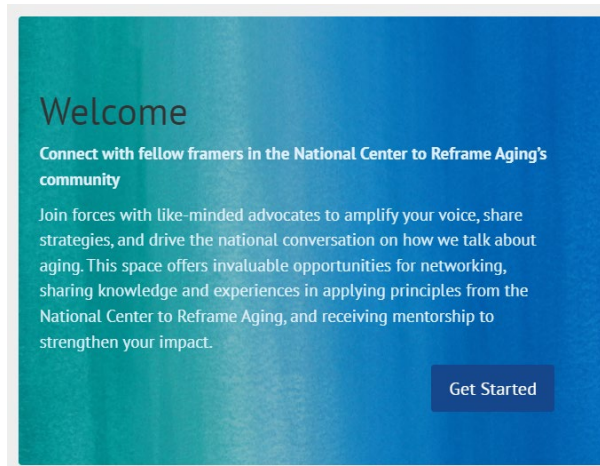 Welcome
Connect with fellow framers in the National Center to Reframe Aging's
community
Join forces with like-minded advocates to amplify your voice, share
strategies, and drive the national conversation on how we talk about
aging. This space offers invaluable opportunities for networking,
sharing knowledge and experiences in applying principles from the
National Center to Reframe Aging, and receiving mentorship to
strengthen your impact.
Get Started